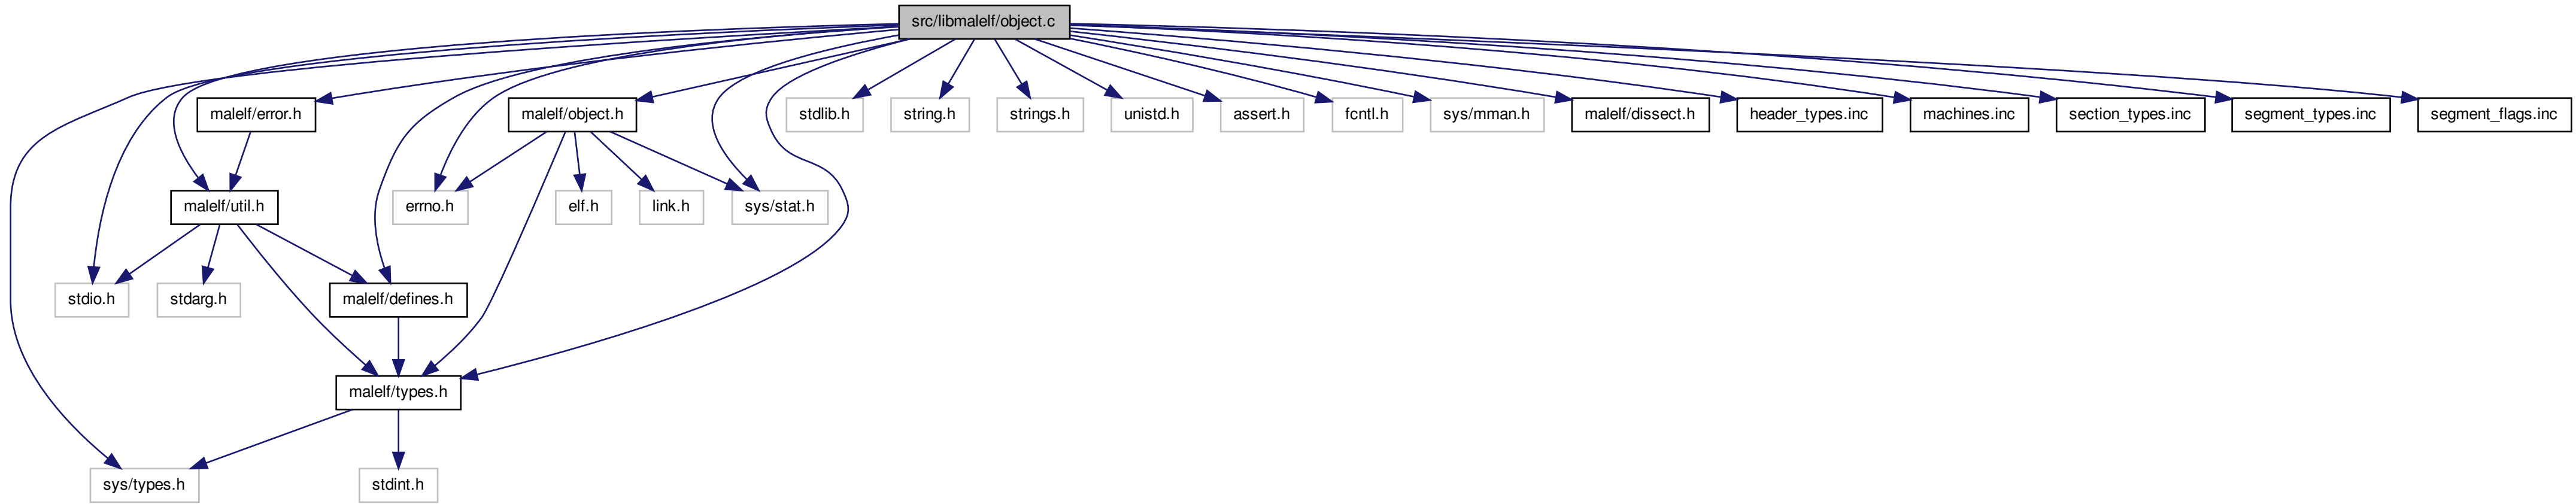 src/libmalelf/object.c
malelf/error.h
malelf/object.h
stdlib.h
string.h
strings.h
unistd.h
assert.h
fcntl.h
sys/mman.h
malelf/dissect.h
header_types.inc
machines.inc
section_types.inc
segment_types.inc
segment_flags.inc
malelf/util.h
errno.h
elf.h
link.h
sys/stat.h
stdio.h
stdarg.h
malelf/defines.h
malelf/types.h
sys/types.h
stdint.h